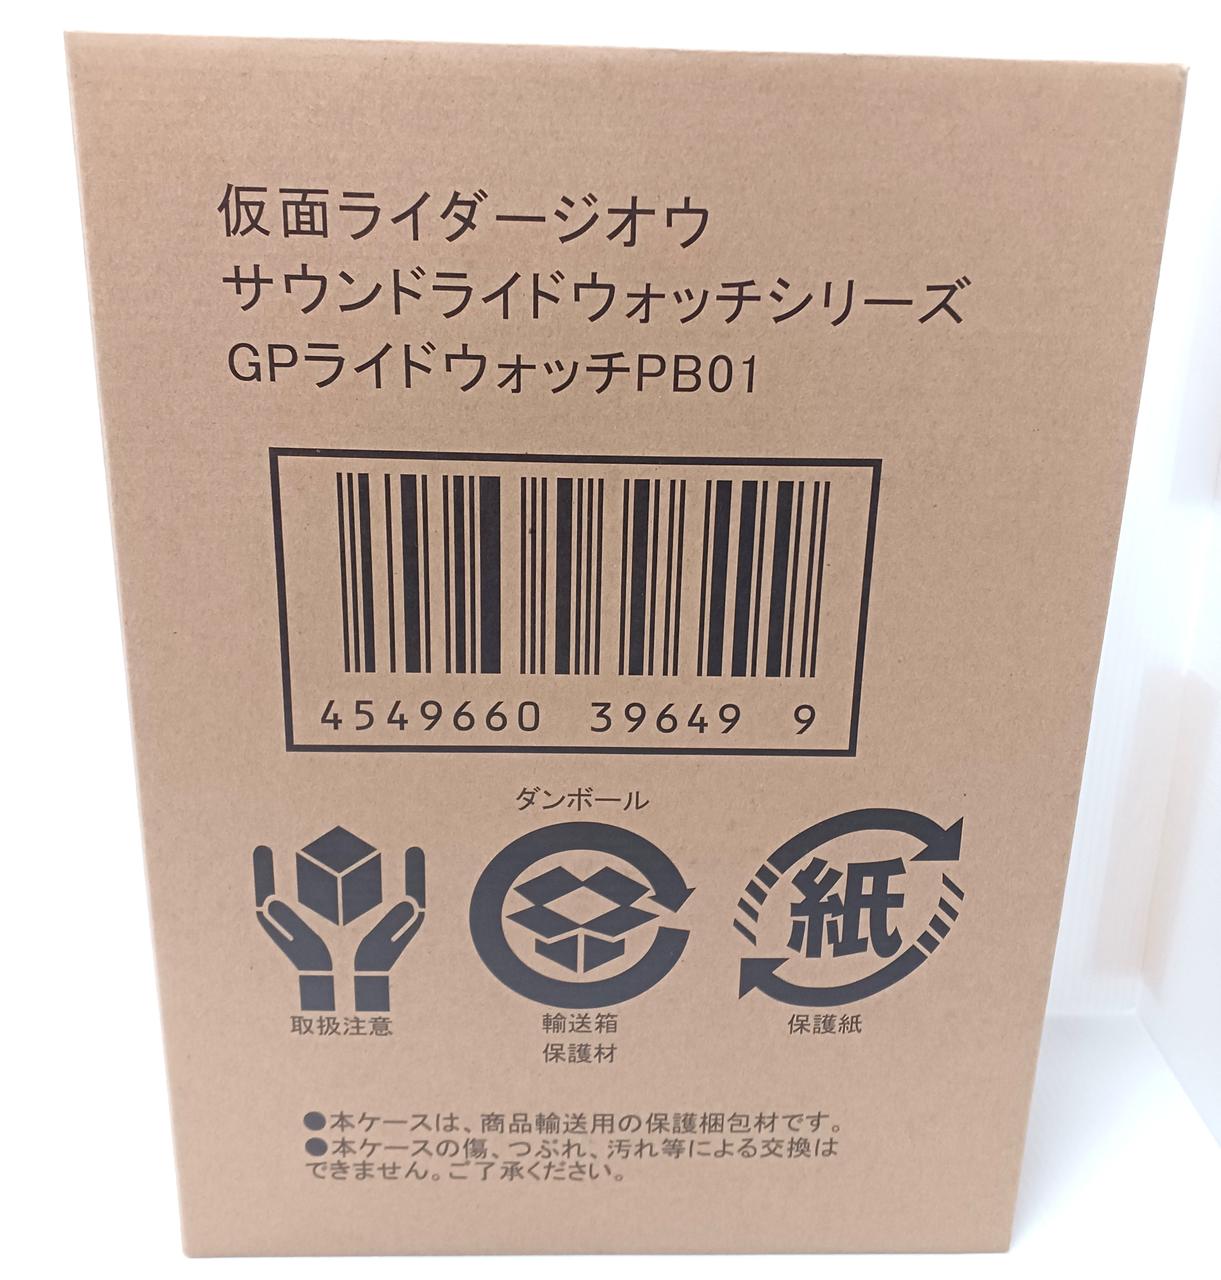 仮面ライダージオウ
サウンドライドウォッチシリーズ
GPライドウォッチPB01
4549660 39649 9
ダンボール
紙
取扱注意
輸送箱
保護材
保護紙
●本ケースは、商品輸送用の保護梱包材です。
●本ケースの傷、つぶれ、汚れ等による交換は
できません。ご了承ください。